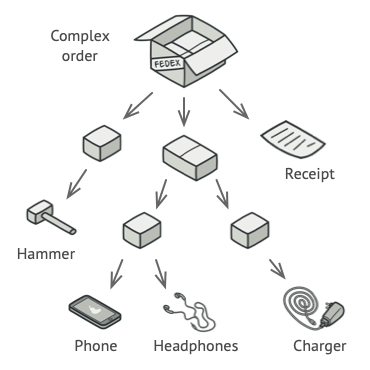 Complex
order
FEDEX
Receipt
Hammer
Phone
Headphones
Charger